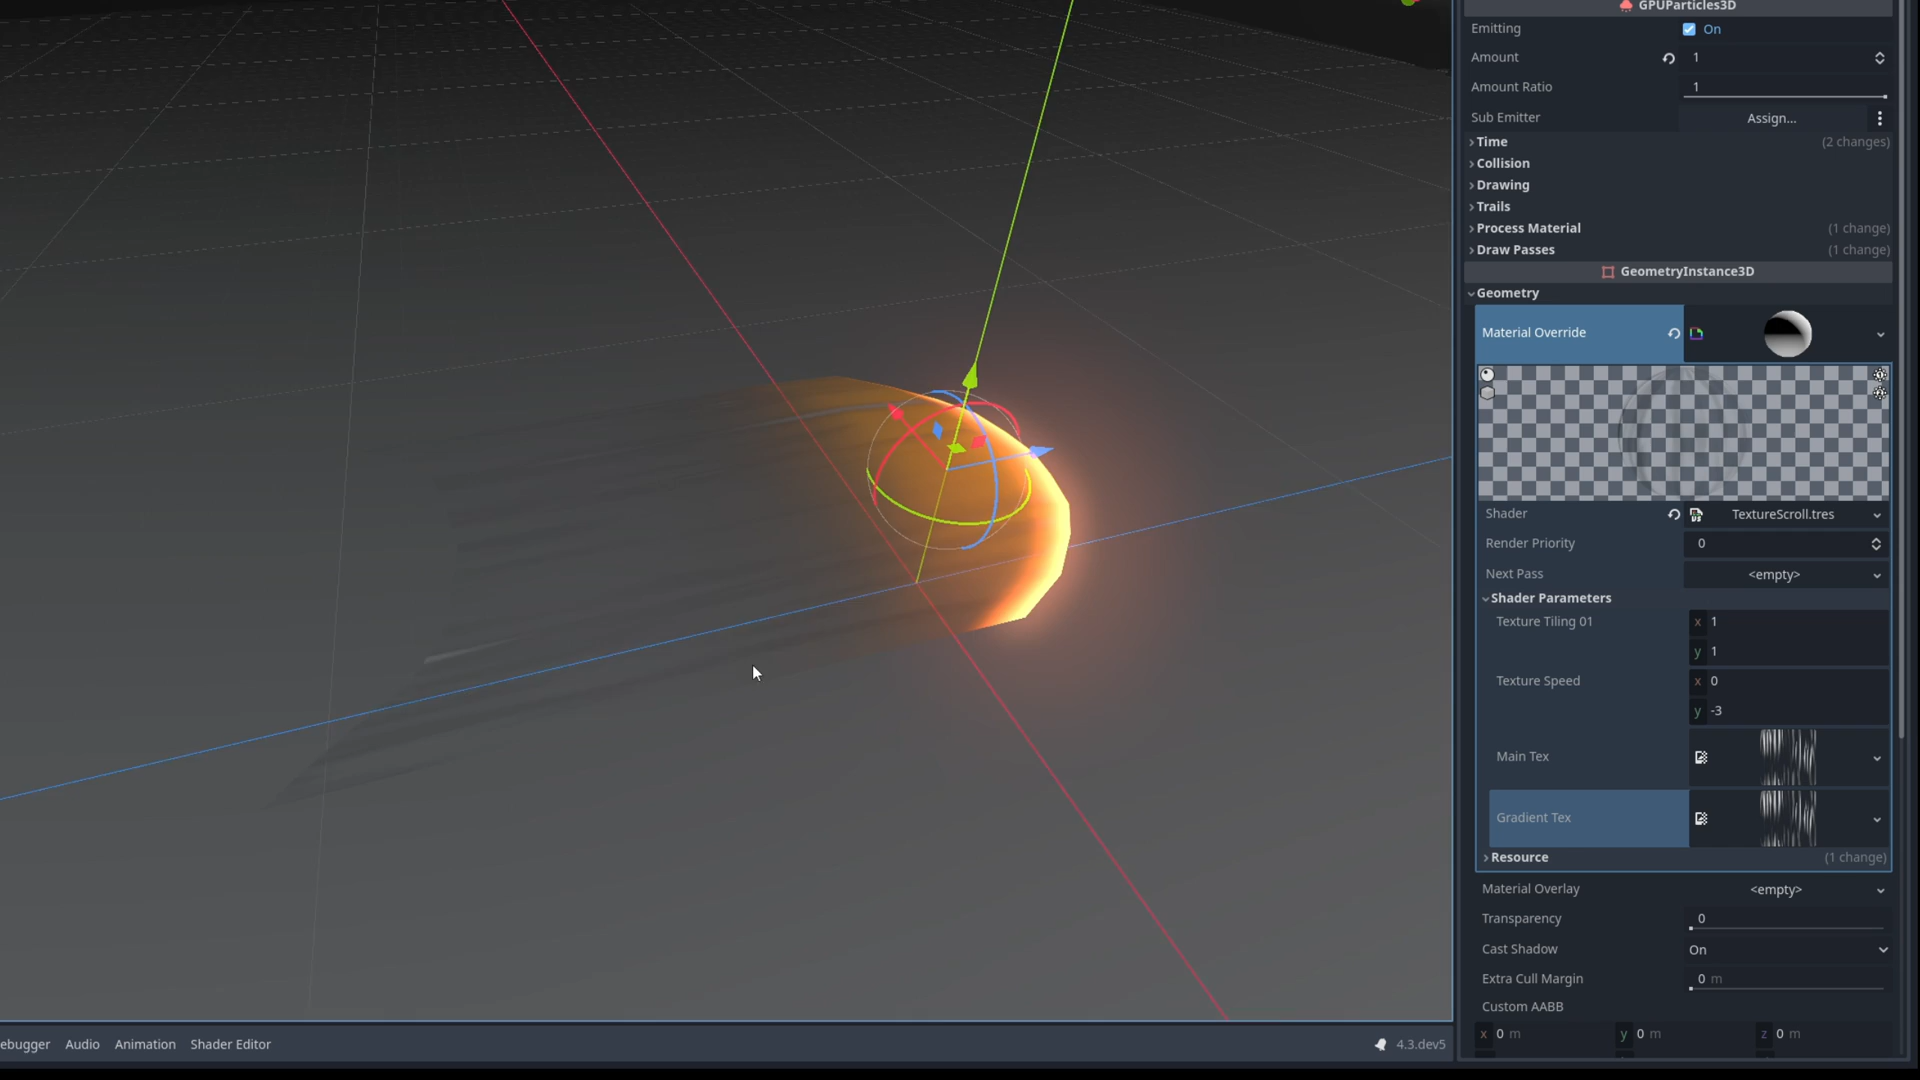 GPUParticles3D
Emitting On
Amount 1
Amount Ratio 1
Sub Emitter Assign...
Time (2 changes)
Collision
Drawing
Trails
Process Material (1 change)
Draw Passes (1 change)
GeometryInstance3D
Geometry
Material Override
Shader TextureScroll.tres
Render Priority 0
Next Pass <empty>
Shader Parameters
Texture Tiling 01 x 1
y 1
Texture Speed x 0
y -3
Main Tex
Gradient Tex
Resource (1 change)
Material Overlay <empty>
Transparency 0
Cast Shadow On
Extra Cull Margin 0 m
Custom AABB
x 0 m y 0 m z 0 m
ebugger Audio Animation Shader Editor 4.3.dev5